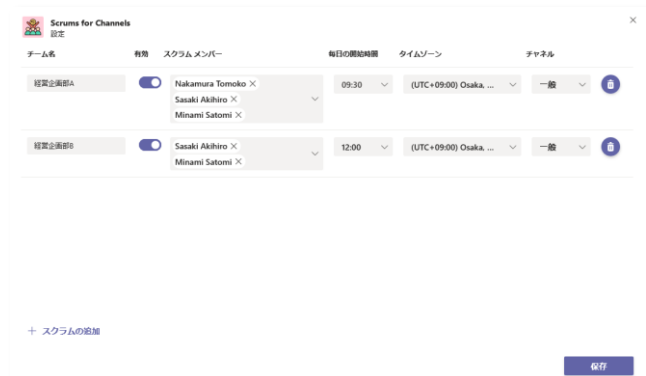 Scrums for Channels
設定
チーム名 有効 スクラム メンバー 毎日の開始時間 タイムゾーン チャネル
経営企画部A Nakamura Tomoko × 09:30 (UTC+09:00) Osaka, ... 一般
Sasaki Akihiro ×
Minami Satomi ×
経営企画部B Sasaki Akihiro × 12:00 (UTC+09:00) Osaka, ... 一般
Minami Satomi ×
+ スクラムの追加
保存